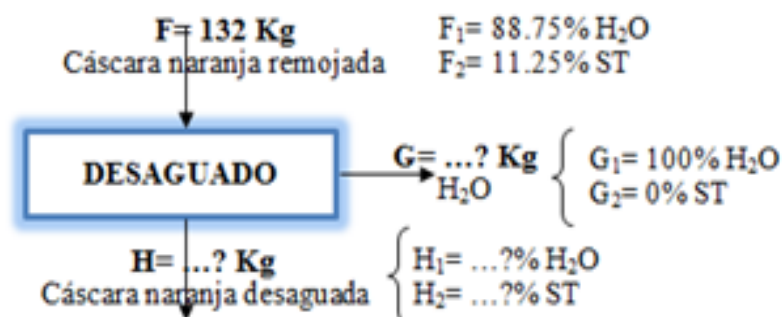 F= 132 Kg
Cáscara naranja remojada
F₁= 88.75% H₂O
F₂= 11.25% ST
DESAGUADO
G= ...? Kg
H₂O
G₁= 100% H₂O
G₂= 0% ST
H= ...? Kg
Cáscara naranja desaguada
H₁= ...?% H₂O
H₂= ...?% ST